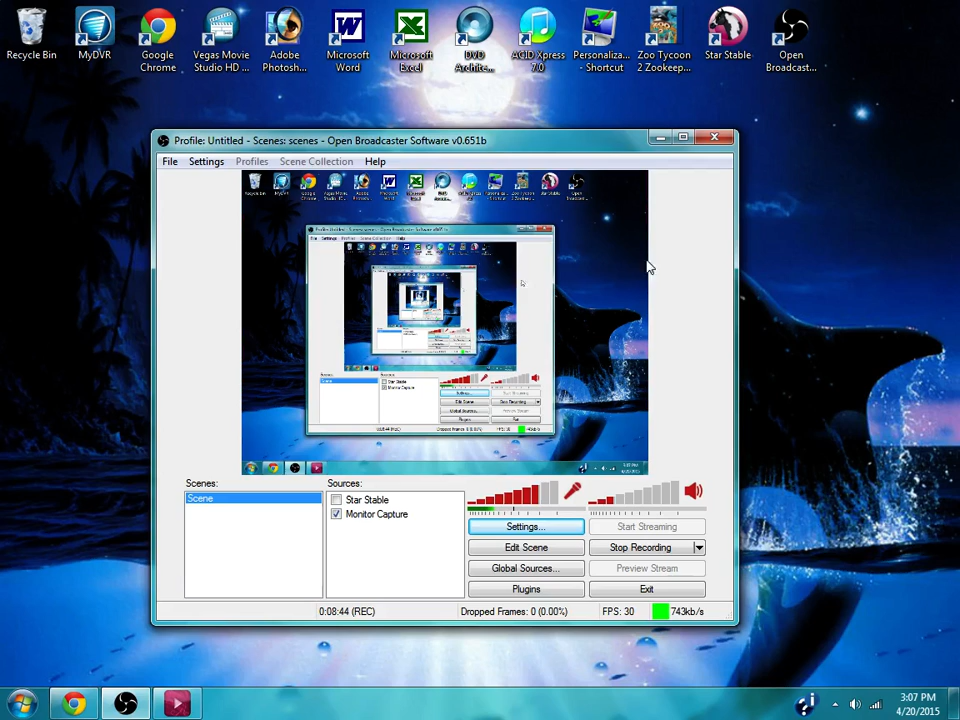 Recycle Bin
MyDVR
Google
Chrome
Vegas Movie
Studio HD ...
Adobe
Photosh...
Microsoft
Word
Microsoft
Excel
DVD
Archite...
ACID Xpress
7.0
Personaliza...
- Shortcut
Zoo Tycoon
2 Zookeep...
Star Stable
Open
Broadcast...
Profile: Untitled - Scenes: scenes - Open Broadcaster Software v0.651b
File Settings Profiles Scene Collection Help
Scenes:
Sources:
Scene
Star Stable
Monitor Capture
Settings...
Start Streaming
Edit Scene
Stop Recording
Global Sources...
Preview Stream
Plugins
Exit
0:08:44 (REC)
Dropped Frames: 0 (0.00%)
FPS: 30
743kb/s
3:07 PM
4/20/2015